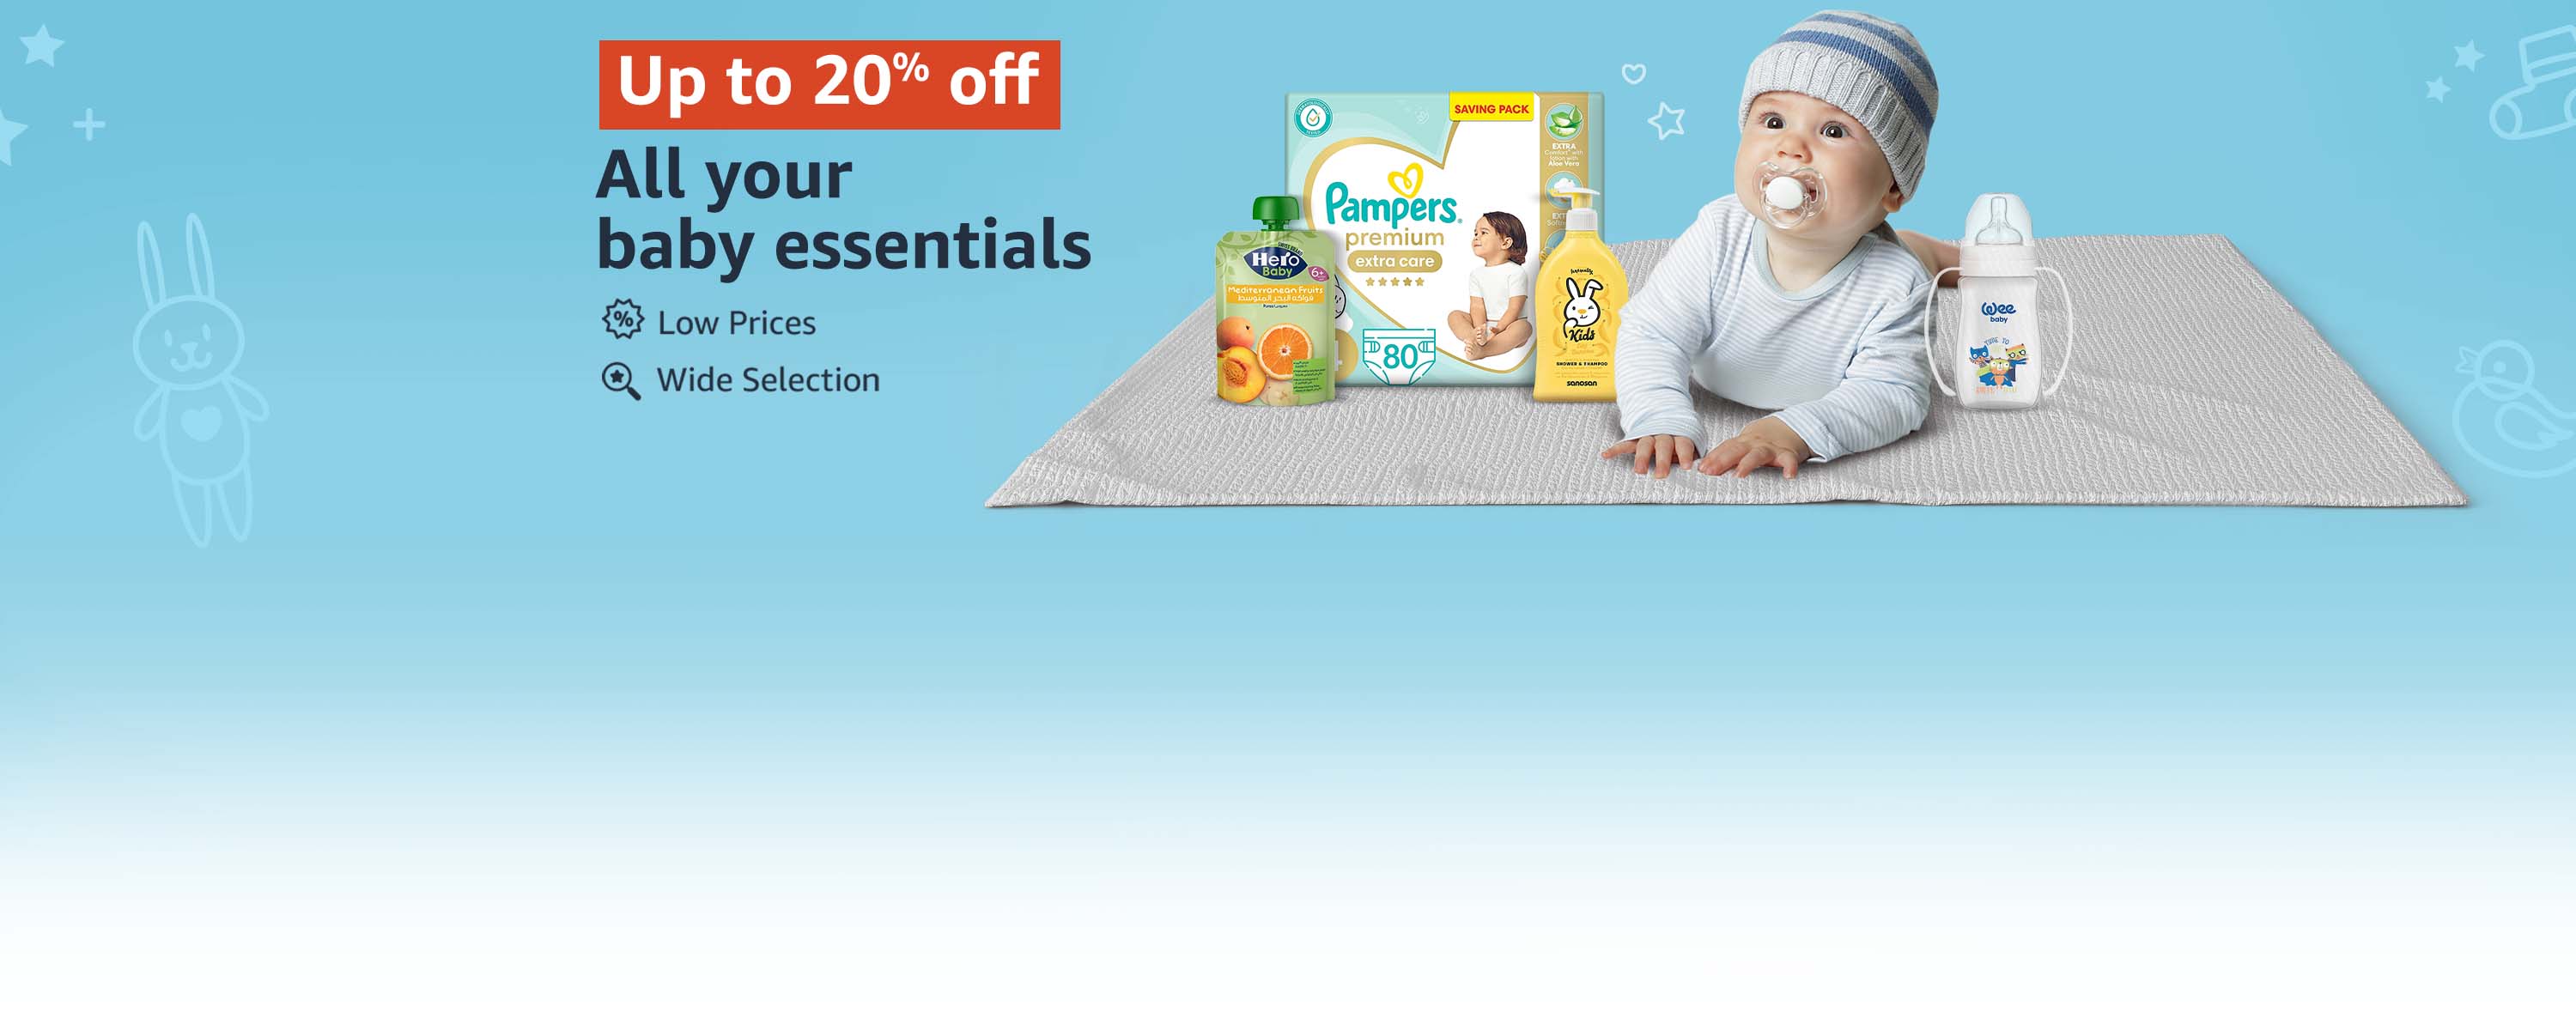 Up to 20% off
All your
baby essentials
Low Prices
Wide Selection
SAVING PACK
Pampers
premium
extra care
80
EXTRA
Comfort with
lotion with
Aloe Vera
Hero
Baby
6+
Mediterranean Fruits
فواكه البحر المتوسط
Kids
SHOWER & SHAMPOO
sanosan
Wee
baby